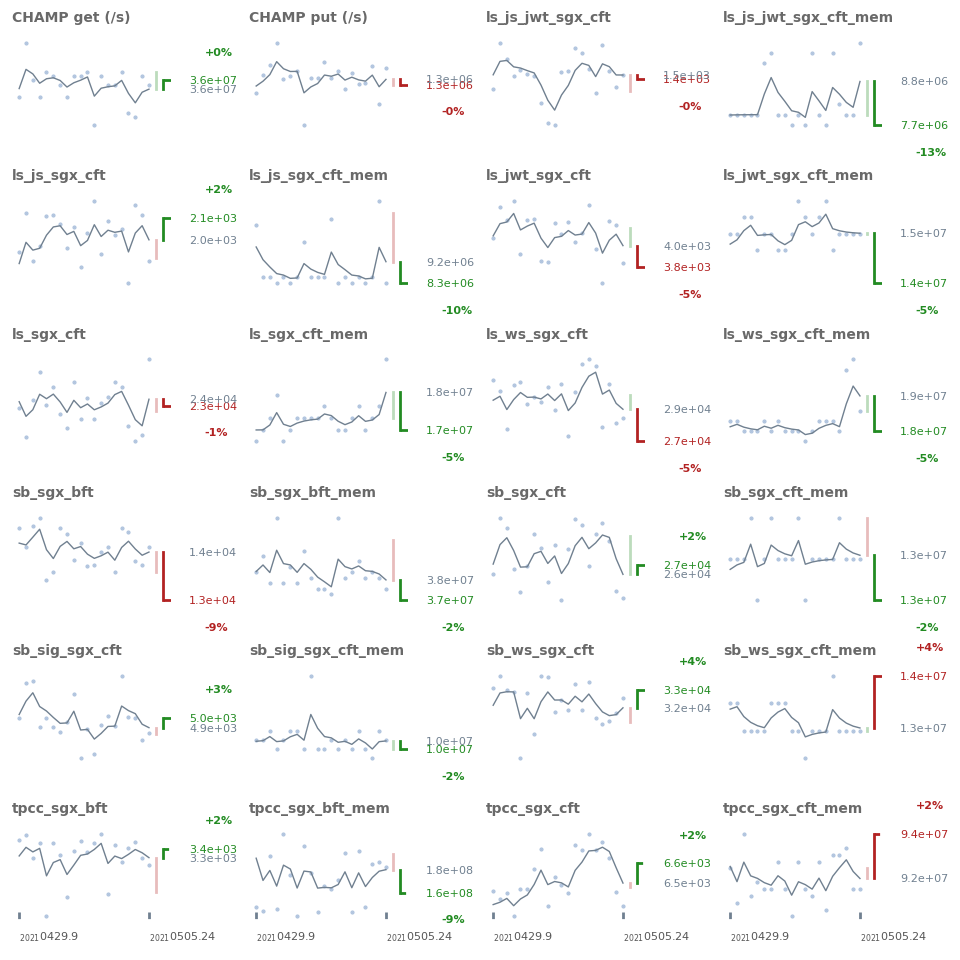 CHAMP get (/s)
+0%
3.6e+07
3.6e+07
CHAMP put (/s)
1.3e+06
1.3e+06
-0%
ls_js_jwt_sgx_cft
1.5e+03
1.4e+03
-0%
ls_js_jwt_sgx_cft_mem
8.8e+06
7.7e+06
-13%
ls_js_sgx_cft
+2%
2.1e+03
2.0e+03
ls_js_sgx_cft_mem
9.2e+06
8.3e+06
-10%
ls_jwt_sgx_cft
4.0e+03
3.8e+03
-5%
ls_jwt_sgx_cft_mem
1.5e+07
1.4e+07
-5%
ls_sgx_cft
2.4e+04
2.3e+04
-1%
ls_sgx_cft_mem
1.8e+07
1.7e+07
-5%
ls_ws_sgx_cft
2.9e+04
2.7e+04
-5%
ls_ws_sgx_cft_mem
1.9e+07
1.8e+07
-5%
sb_sgx_bft
1.4e+04
1.3e+04
-9%
sb_sgx_bft_mem
3.8e+07
3.7e+07
-2%
sb_sgx_cft
+2%
2.7e+04
2.6e+04
sb_sgx_cft_mem
1.3e+07
1.3e+07
-2%
sb_sig_sgx_cft
+3%
5.0e+03
4.9e+03
sb_sig_sgx_cft_mem
1.0e+07
1.0e+07
-2%
sb_ws_sgx_cft
+4%
3.3e+04
3.2e+04
sb_ws_sgx_cft_mem
+4%
1.4e+07
1.3e+07
tpcc_sgx_bft
+2%
3.4e+03
3.3e+03
2021 0429.9
2021 0505.24
tpcc_sgx_bft_mem
1.8e+08
1.6e+08
-9%
2021 0429.9
2021 0505.24
tpcc_sgx_cft
+2%
6.6e+03
6.5e+03
2021 0429.9
2021 0505.24
tpcc_sgx_cft_mem
+2%
9.4e+07
9.2e+07
2021 0429.9
2021 0505.24